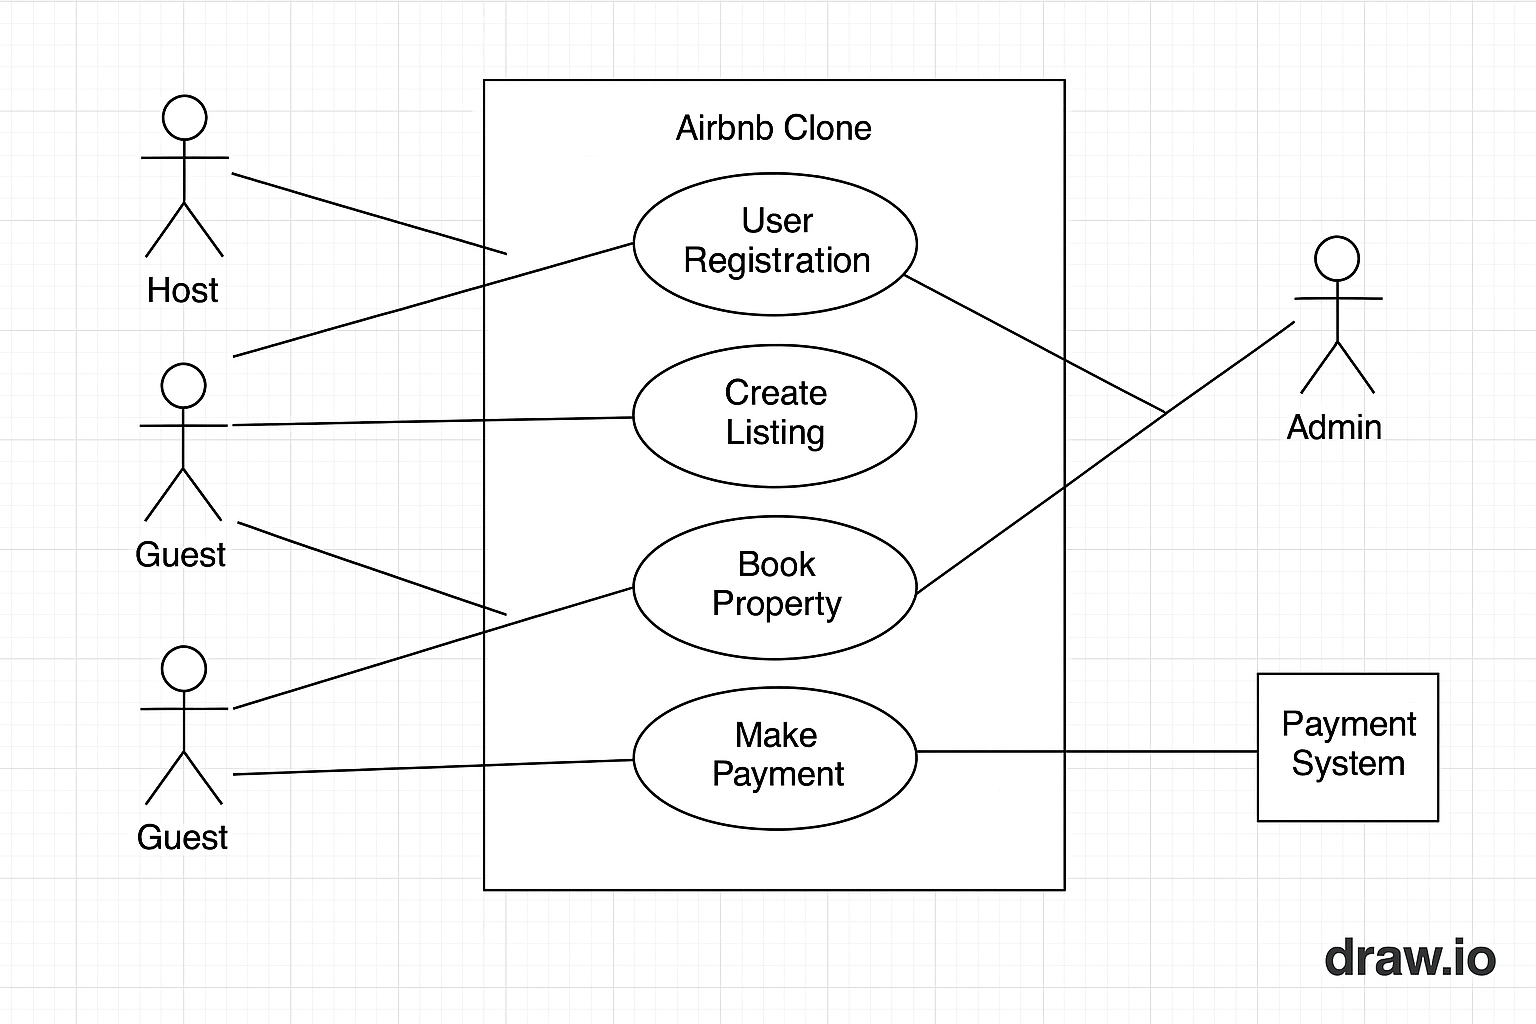 Airbnb Clone
Host
User
Registration
Guest
Create
Listing
Admin
Book
Property
Guest
Make
Payment
Payment
System
draw.io